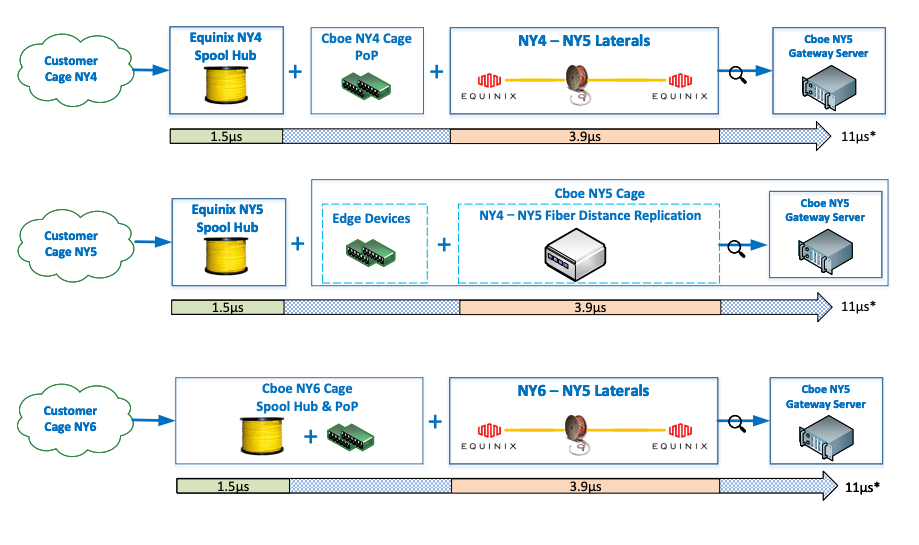 Customer
Cage NY4
Equinix NY4
Spool Hub
+
Cboe NY4 Cage
PoP
+
NY4 – NY5 Laterals
EQUINIX
EQUINIX
Cboe NY5
Gateway Server
1.5µs
3.9µs
11µs*
Customer
Cage NY5
Equinix NY5
Spool Hub
+
Cboe NY5 Cage
Edge Devices
+
NY4 – NY5 Fiber Distance Replication
Cboe NY5
Gateway Server
1.5µs
3.9µs
11µs*
Customer
Cage NY6
Cboe NY6 Cage
Spool Hub & PoP
+
+
NY6 – NY5 Laterals
EQUINIX
EQUINIX
Cboe NY5
Gateway Server
1.5µs
3.9µs
11µs*